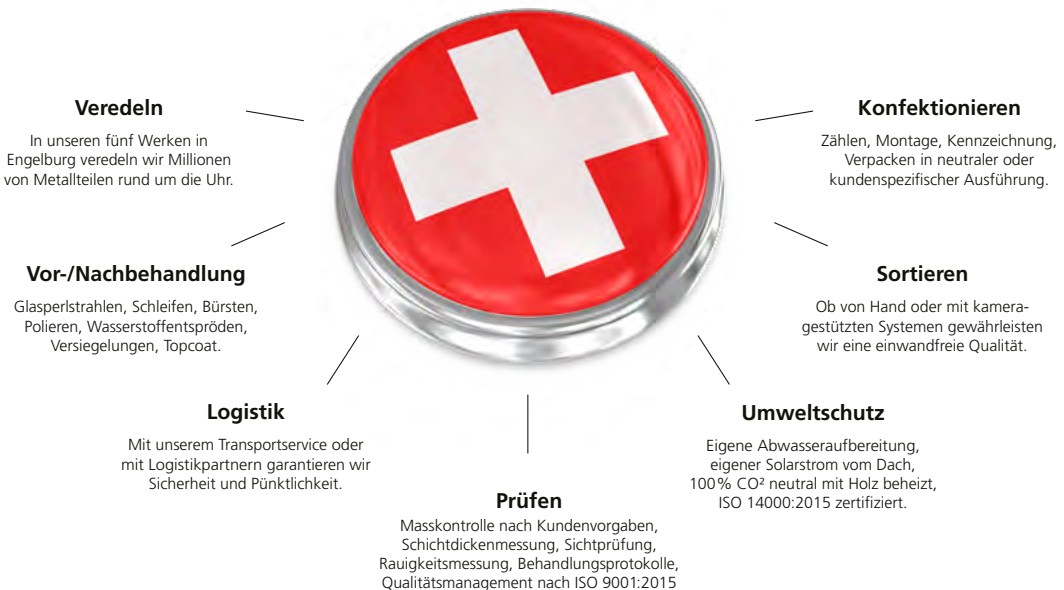 Veredeln
In unseren fünf Werken in
Engelburg veredeln wir Millionen
von Metallteilen rund um die Uhr.
Vor-/Nachbehandlung
Glasperlstrahlen, Schleifen, Bürsten,
Polieren, Wasserstoffentspröden,
Versiegelungen, Topcoat.
Logistik
Mit unserem Transportservice oder
mit Logistikpartnern garantieren wir
Sicherheit und Pünktlichkeit.
Prüfen
Masskontrolle nach Kundenvorgaben,
Schichtdickenmessung, Sichtprüfung,
Rauigkeitsmessung, Behandlungsprotokolle,
Qualitätsmanagement nach ISO 9001:2015
Umweltschutz
Eigene Abwasseraufbereitung,
eigener Solarstrom vom Dach,
100% CO² neutral mit Holz beheizt,
ISO 14000:2015 zertifiziert.
Sortieren
Ob von Hand oder mit kamera-
gestützten Systemen gewährleisten
wir eine einwandfreie Qualität.
Konfektionieren
Zählen, Montage, Kennzeichnung,
Verpacken in neutraler oder
kundenspezifischer Ausführung.